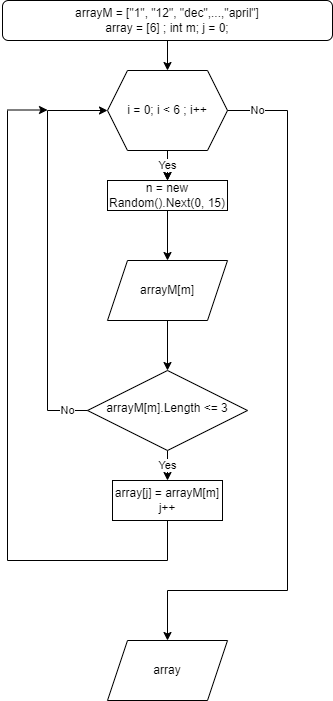 arrayM = ["1", "12", "dec",...,"april"]
array = [6] ; int m; j = 0;
i = 0; i < 6 ; i++
No
Yes
n = new
Random().Next(0, 15)
arrayM[m]
arrayM[m].Length <= 3
No
Yes
array[j] = arrayM[m]
j++
array